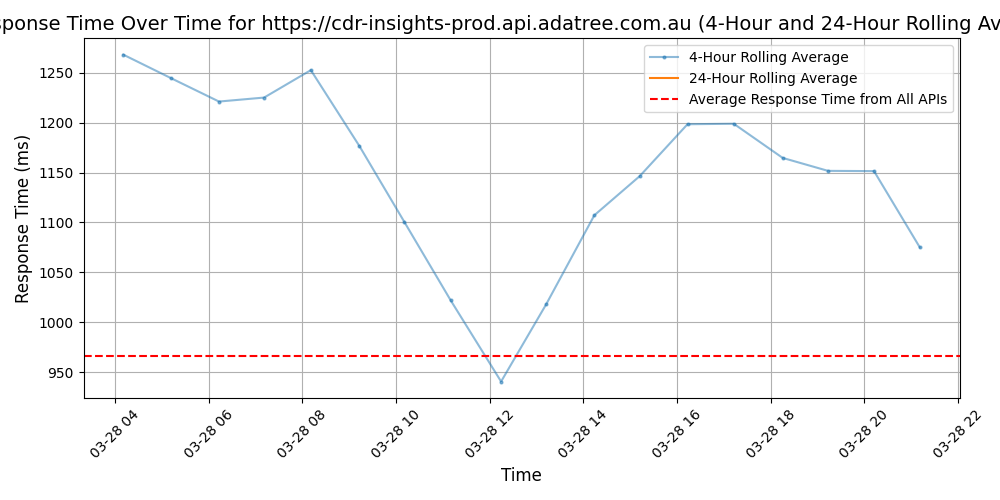 sponse Time Over Time for https://cdr-insights-prod.api.adatree.com.au (4-Hour and 24-Hour Rolling Av
4-Hour Rolling Average
24-Hour Rolling Average
Average Response Time from All APIs
Response Time (ms)
1250
1200
1150
1100
1050
1000
950
03-28 04
03-28 06
03-28 08
03-28 10
03-28 12
03-28 14
03-28 16
03-28 18
03-28 20
03-28 22
Time